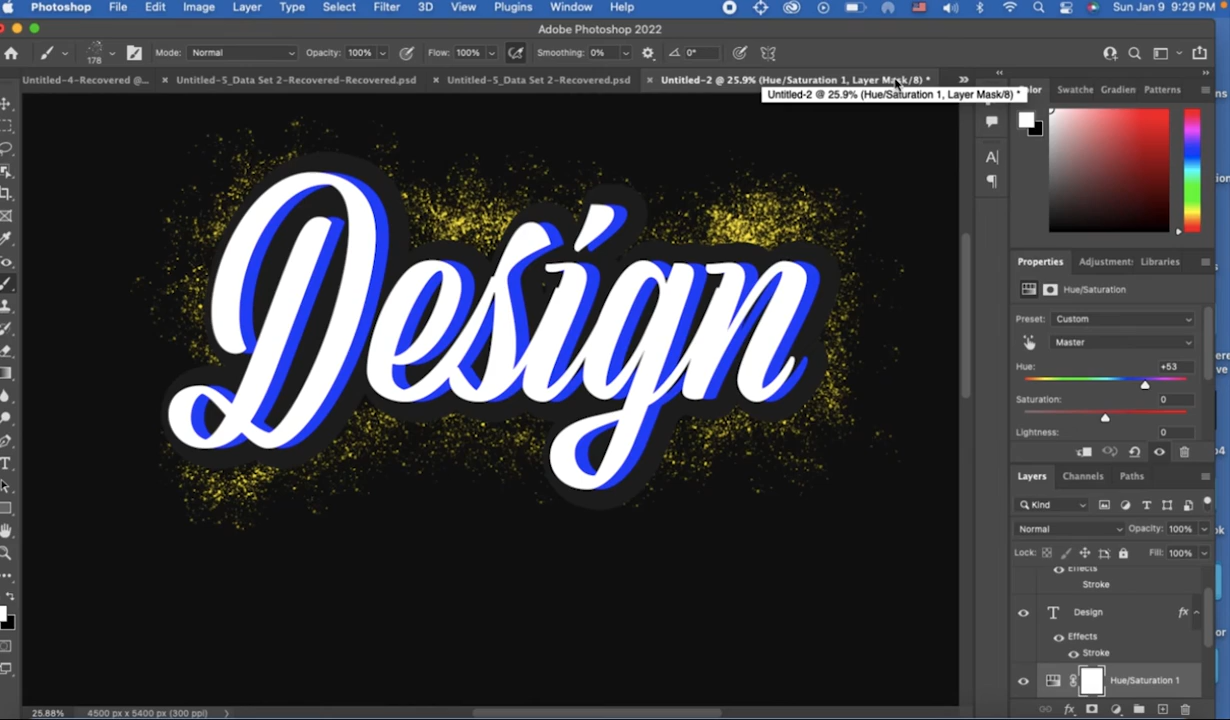 Photoshop File Edit Image Layer Type Select Filter 3D View Plugins Window Help Sun Jan 9 9:29 PM
Adobe Photoshop 2022
178 Mode: Normal Opacity: 100% Flow: 100% Smoothing: 0% 0°
Untitled-4-Recovered @... × Untitled-5_Data Set 2-Recovered-Recovered.psd × Untitled-5_Data Set 2-Recovered.psd × Untitled-2 @ 25.9% (Hue/Saturation 1, Layer Mask/8) *
Untitled-2 @ 25.9% (Hue/Saturation 1, Layer Mask/8) *
olor Swatche Gradien Patterns
Design
Properties Adjustment: Libraries
Hue/Saturation
Preset: Custom
Master
Hue: +53
Saturation: 0
Lightness: 0
Layers Channels Paths
Kind
Normal Opacity: 100%
Lock: Fill: 100%
Effects
Stroke
T Design fx
Effects
Stroke
Hue/Saturation 1
25.88% 4500 px x 5400 px (300 ppi)
fx